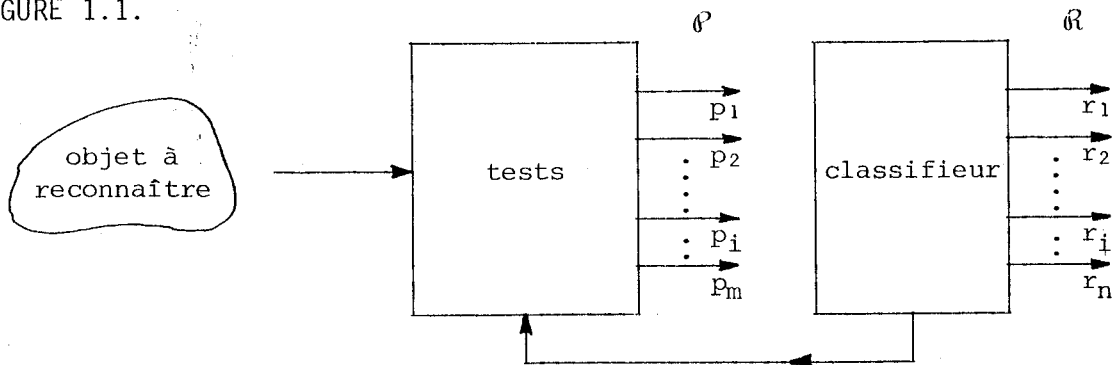 GURE 1.1.
𝒫
ℛ
objet à
reconnaître
tests
classifieur
p1
p2
pi
pm
r1
r2
ri
rn